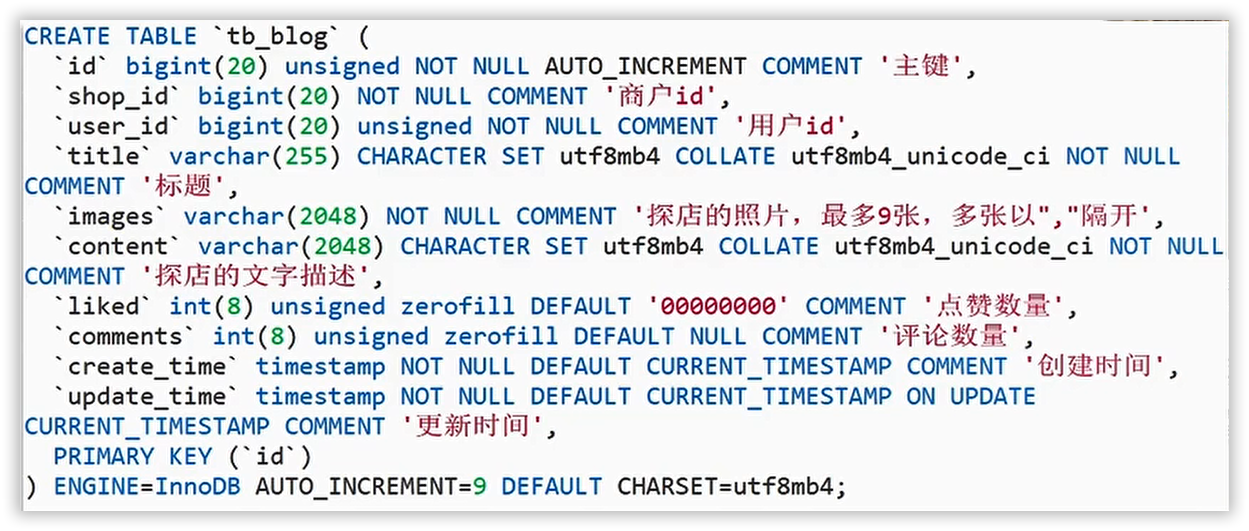 CREATE TABLE `tb_blog` (
  `id` bigint(20) unsigned NOT NULL AUTO_INCREMENT COMMENT '主键',
  `shop_id` bigint(20) NOT NULL COMMENT '商户id',
  `user_id` bigint(20) unsigned NOT NULL COMMENT '用户id',
  `title` varchar(255) CHARACTER SET utf8mb4 COLLATE utf8mb4_unicode_ci NOT NULL
COMMENT '标题',
  `images` varchar(2048) NOT NULL COMMENT '探店的照片，最多9张，多张以","隔开',
  `content` varchar(2048) CHARACTER SET utf8mb4 COLLATE utf8mb4_unicode_ci NOT NULL
COMMENT '探店的文字描述',
  `liked` int(8) unsigned zerofill DEFAULT '00000000' COMMENT '点赞数量',
  `comments` int(8) unsigned zerofill DEFAULT NULL COMMENT '评论数量',
  `create_time` timestamp NOT NULL DEFAULT CURRENT_TIMESTAMP COMMENT '创建时间',
  `update_time` timestamp NOT NULL DEFAULT CURRENT_TIMESTAMP ON UPDATE
CURRENT_TIMESTAMP COMMENT '更新时间',
  PRIMARY KEY (`id`)
) ENGINE=InnoDB AUTO_INCREMENT=9 DEFAULT CHARSET=utf8mb4;